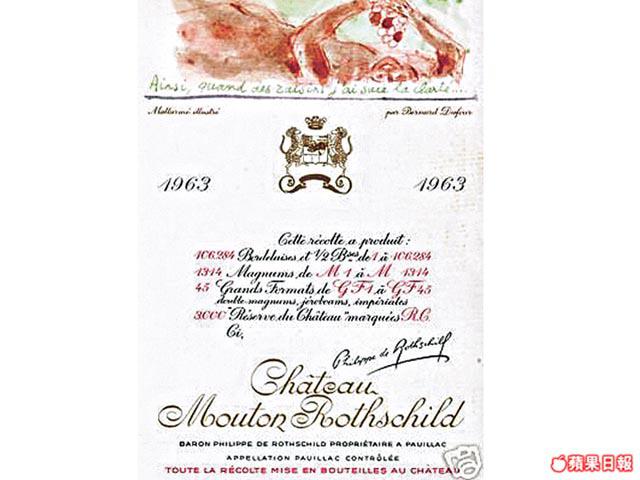 Ainsi, quand des raisins j'ai sucé la clarté....
Mallarmé illustré par Bernard Dufour
1963 1963
Cette récolte a produit :
106.284 Bordelaises et 1/2 Bses de 1 à 106.284
1314 Magnums de M 1 à M 1314
45 Grands Formats de GF1 à GF45
double magnums, jéroboams, impériales
3000 "Réserve du Château" marquées R.C.
Ci,
Philippe de Rothschild
Château
Mouton Rothschild
BARON PHILIPPE DE ROTHSCHILD PROPRIÉTAIRE A PAUILLAC
APPELLATION PAUILLAC CONTRÔLÉE
TOUTE LA RÉCOLTE MISE EN BOUTEILLES AU CHÂTEAU
蘋果日報